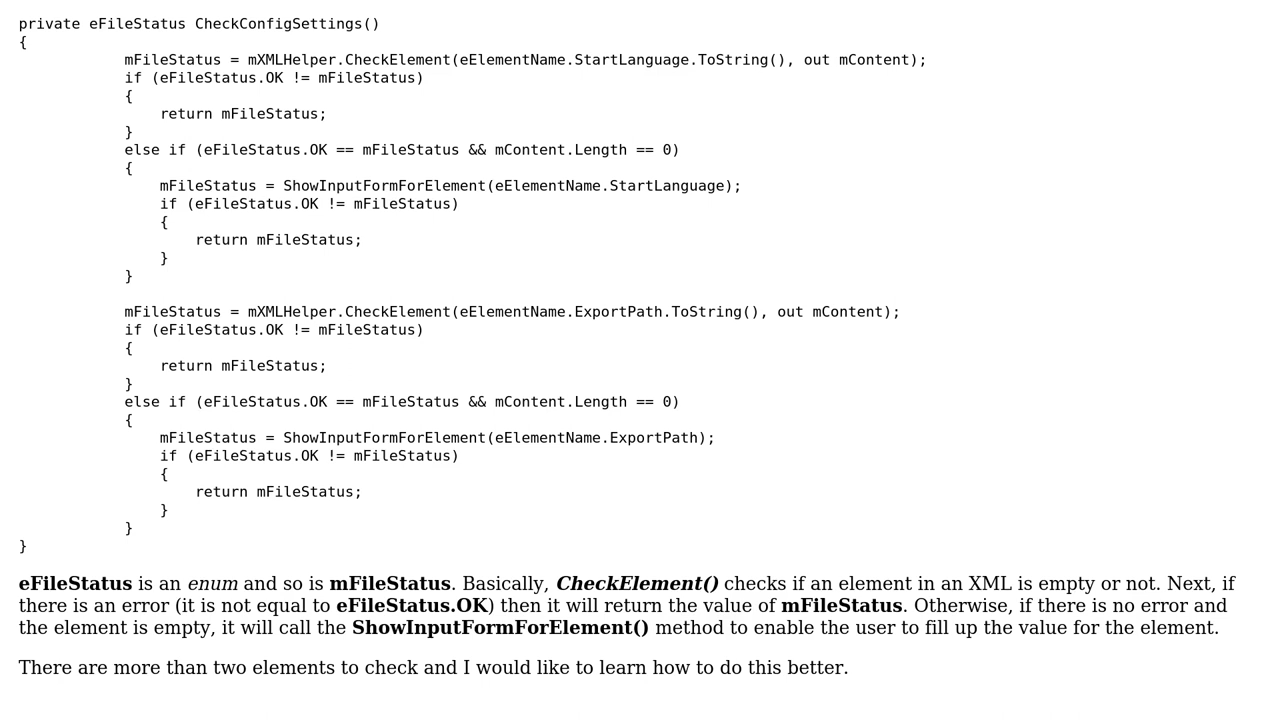 private eFileStatus CheckConfigSettings()
{
            mFileStatus = mXMLHelper.CheckElement(eElementName.StartLanguage.ToString(), out mContent);
            if (eFileStatus.OK != mFileStatus)
            {
                return mFileStatus;
            }
            else if (eFileStatus.OK == mFileStatus && mContent.Length == 0)
            {
                mFileStatus = ShowInputFormForElement(eElementName.StartLanguage);
                if (eFileStatus.OK != mFileStatus)
                {
                    return mFileStatus;
                }
            }

            mFileStatus = mXMLHelper.CheckElement(eElementName.ExportPath.ToString(), out mContent);
            if (eFileStatus.OK != mFileStatus)
            {
                return mFileStatus;
            }
            else if (eFileStatus.OK == mFileStatus && mContent.Length == 0)
            {
                mFileStatus = ShowInputFormForElement(eElementName.ExportPath);
                if (eFileStatus.OK != mFileStatus)
                {
                    return mFileStatus;
                }
            }
}
eFileStatus is an enum and so is mFileStatus. Basically, CheckElement() checks if an element in an XML is empty or not. Next, if
there is an error (it is not equal to eFileStatus.OK) then it will return the value of mFileStatus. Otherwise, if there is no error and
the element is empty, it will call the ShowInputFormForElement() method to enable the user to fill up the value for the element.
There are more than two elements to check and I would like to learn how to do this better.